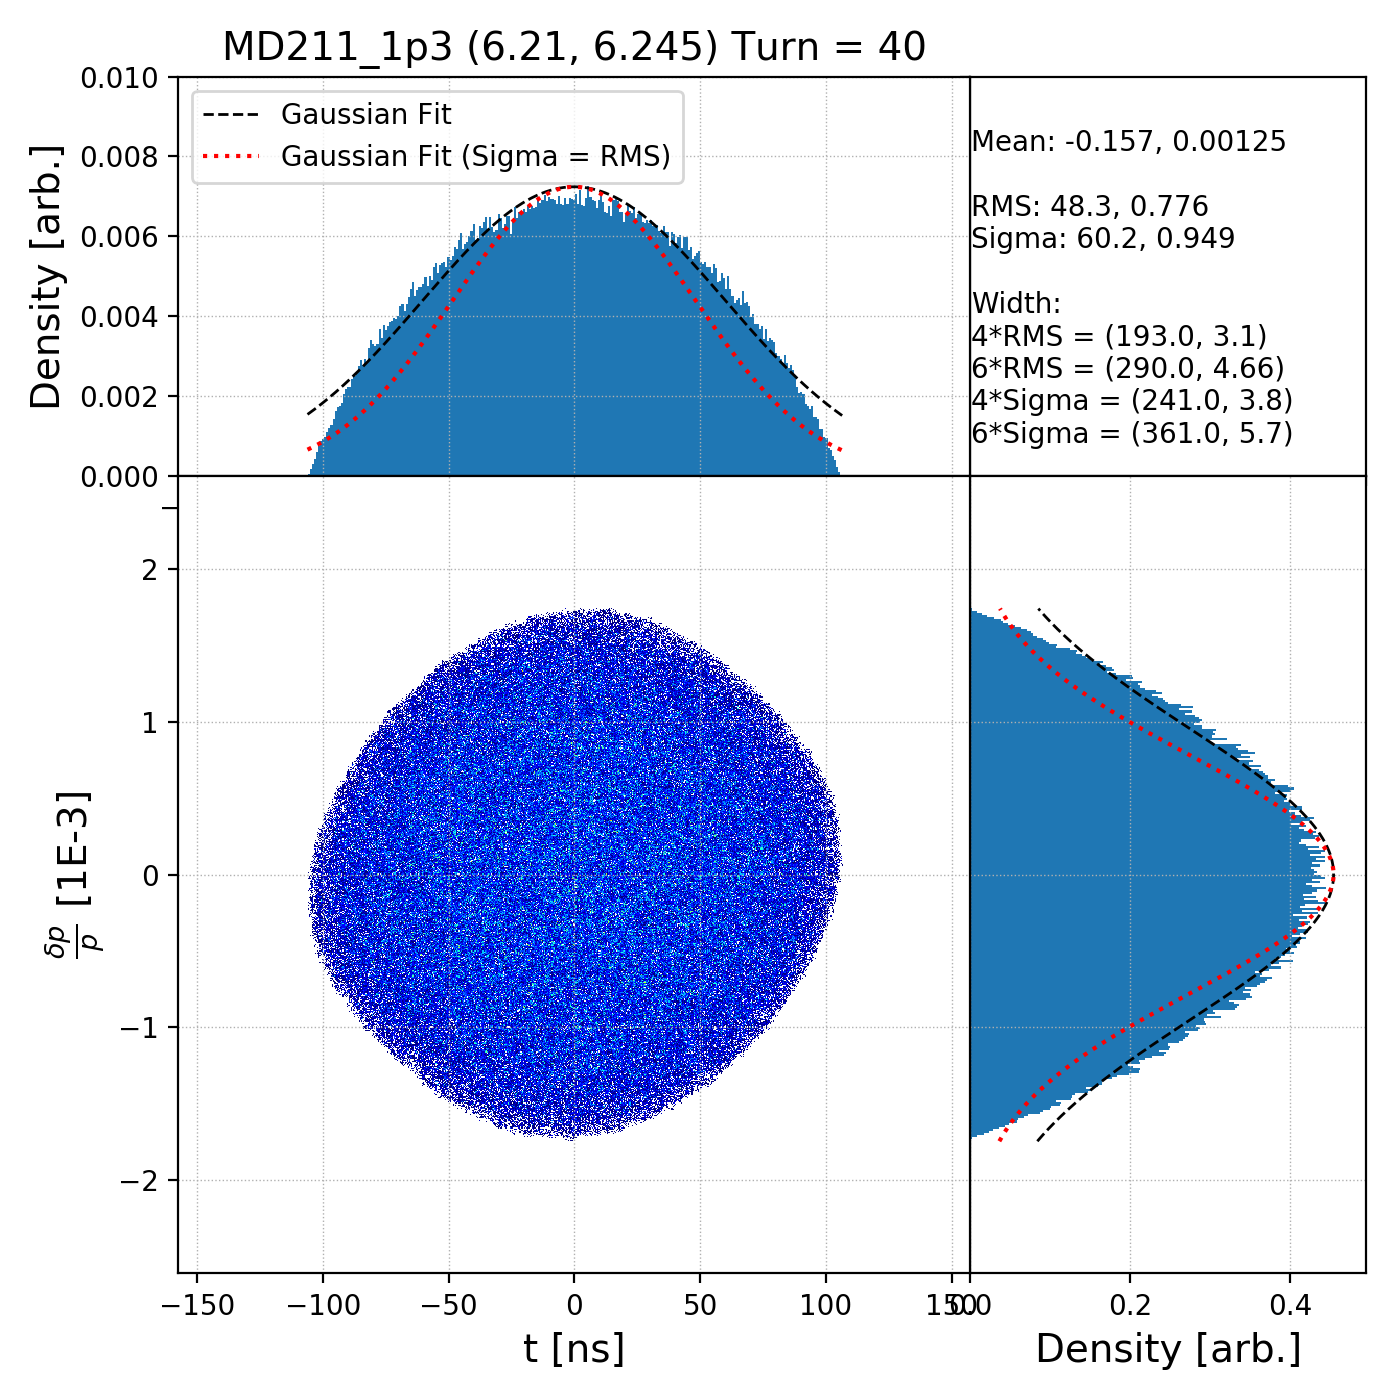 MD211_1p3 (6.21, 6.245) Turn = 40
0.010
0.008
0.006
0.004
0.002
0.000
Density [arb.]
Gaussian Fit
Gaussian Fit (Sigma = RMS)
Mean: -0.157, 0.00125
RMS: 48.3, 0.776
Sigma: 60.2, 0.949
Width:
4*RMS = (193.0, 3.1)
6*RMS = (290.0, 4.66)
4*Sigma = (241.0, 3.8)
6*Sigma = (361.0, 5.7)
2
1
0
−1
−2
δp/p [1E-3]
−150 −100 −50 0 50 100 150
t [ns]
0.0 0.2 0.4
Density [arb.]